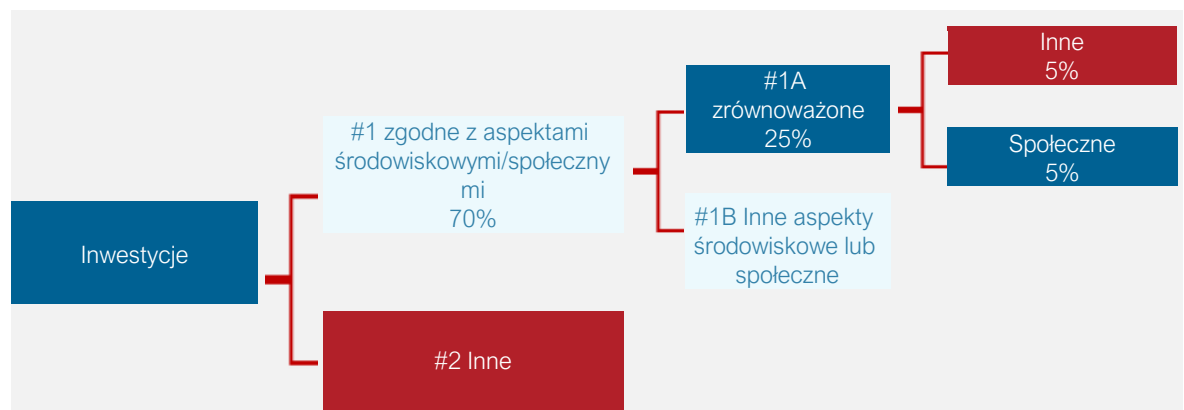 Inwestycje
#1 zgodne z aspektami
środowiskowymi/społeczny
mi
70%
#2 Inne
#1A
zrównoważone
25%
#1B Inne aspekty
środowiskowe lub
społeczne
Inne
5%
Społeczne
5%